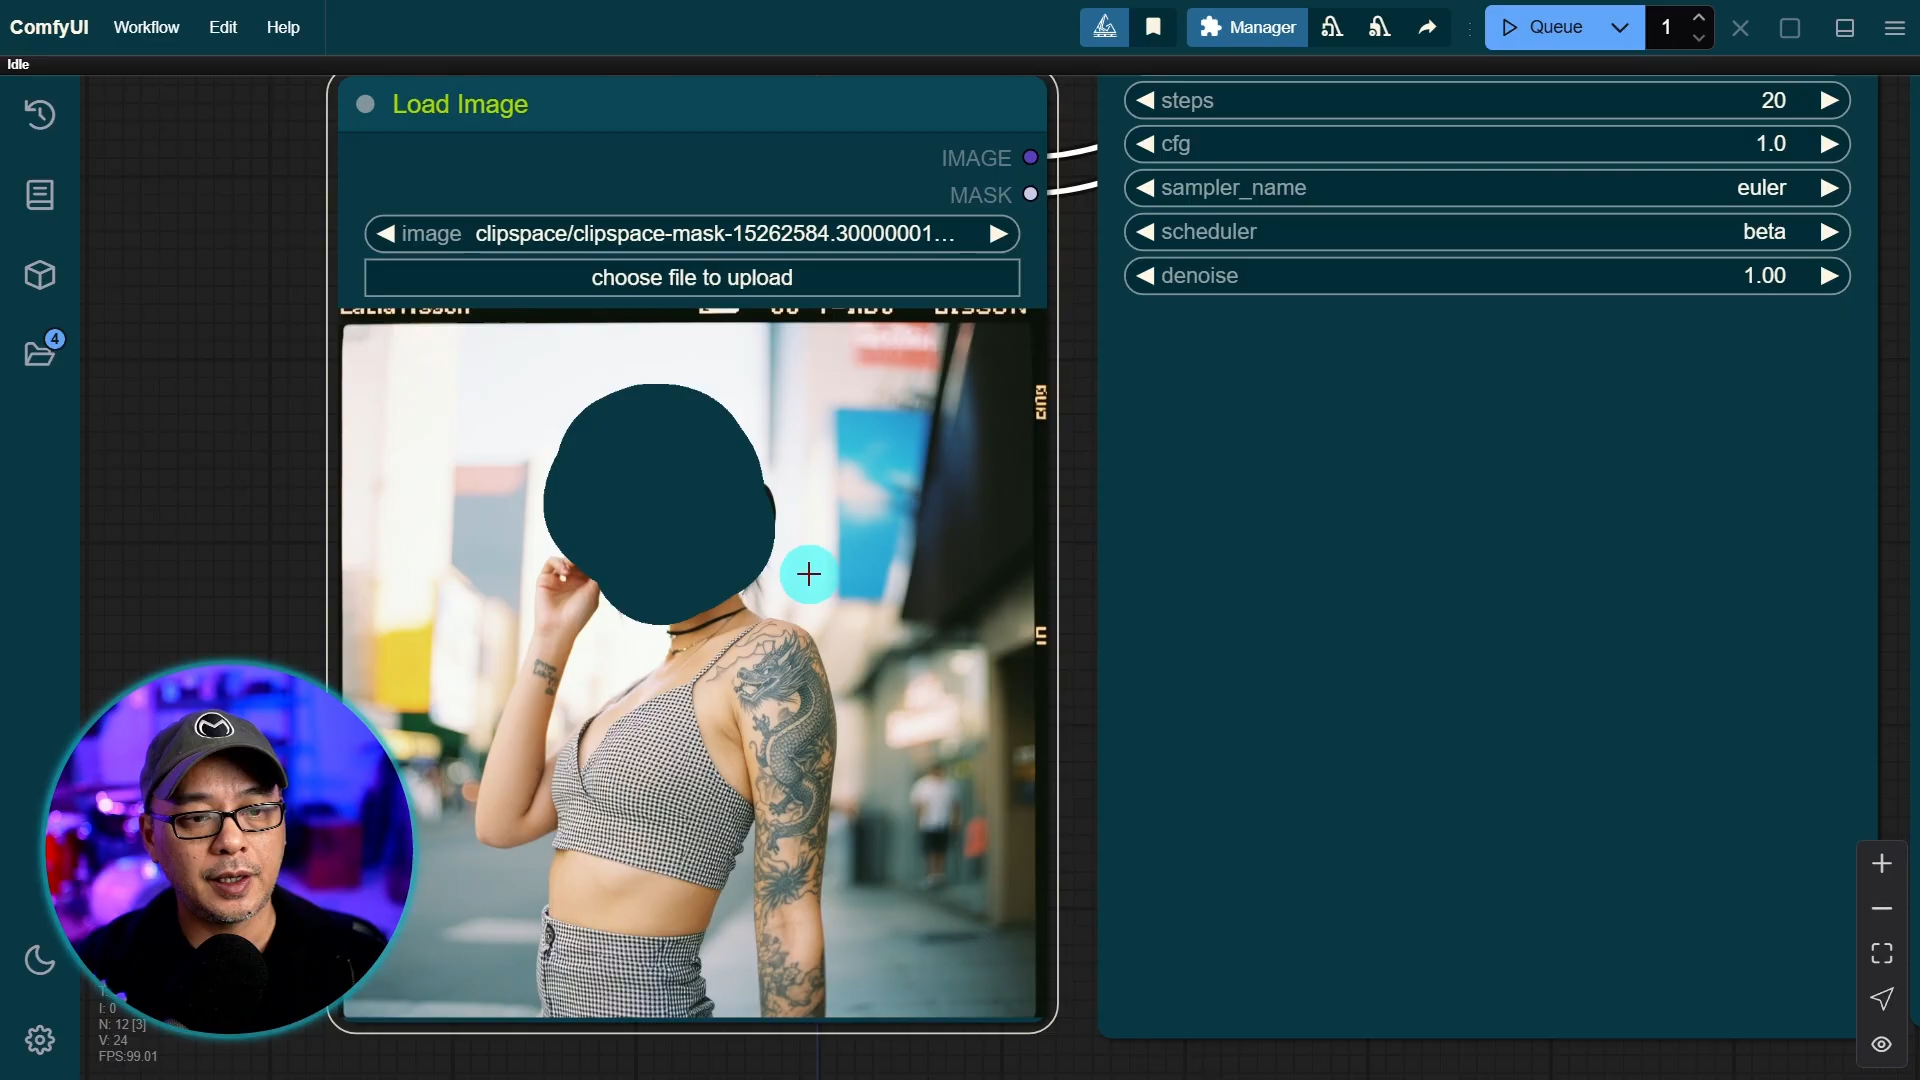 ComfyUI Workflow Edit Help Manager Queue 1
Idle
Load Image
IMAGE
MASK
image clipspace/clipspace-mask-15262584.30000001...
choose file to upload
steps 20
cfg 1.0
sampler_name euler
scheduler beta
denoise 1.00
4
I: 0
N: 12 [3]
V: 24
FPS:99.01